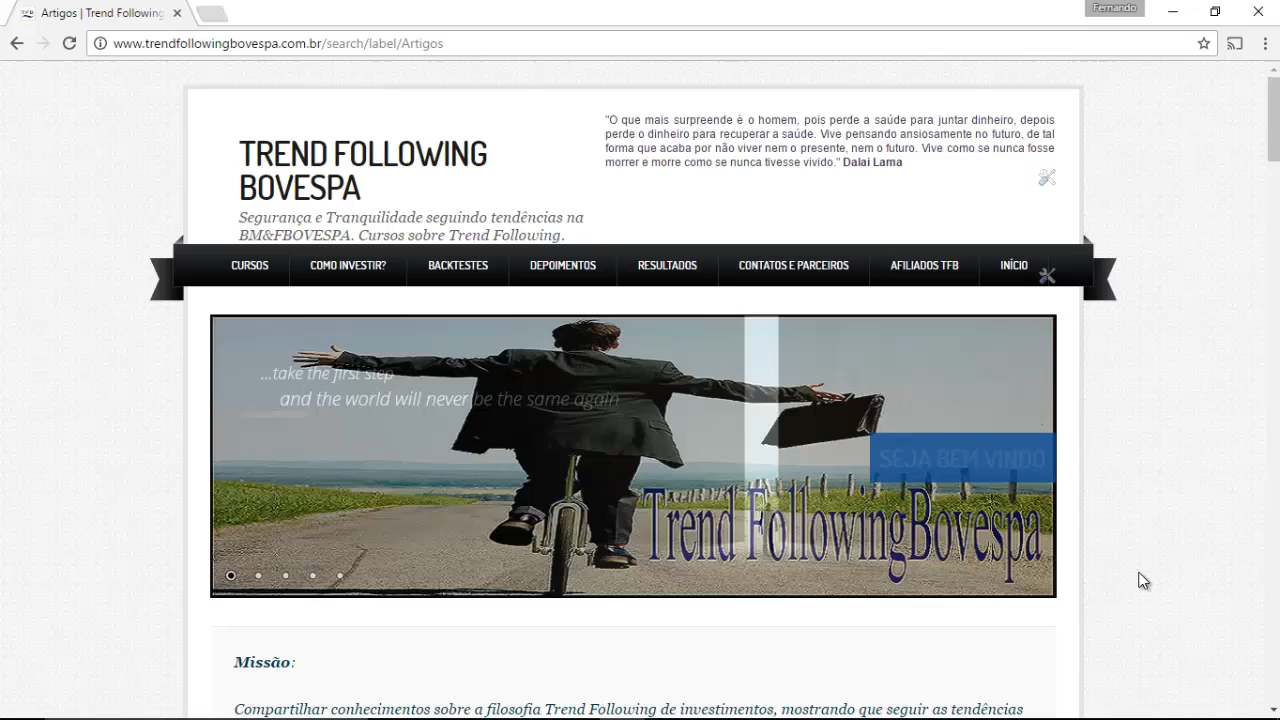 Artigos | Trend Following
Fernando
www.trendfollowingbovespa.com.br/search/label/Artigos
TREND FOLLOWING
BOVESPA
Segurança e Tranquilidade seguindo tendências na
BM&FBOVESPA. Cursos sobre Trend Following.
"O que mais surpreende è o homem, pois perde a saúde para juntar dinheiro, depois
perde o dinheiro para recuperar a saúde. Vive pensando ansiosamente no futuro, de tal
forma que acaba por não viver nem o presente, nem o futuro. Vive como se nunca fosse
morrer e morre como se nunca tivesse vivido." Dalai Lama
CURSOS COMO INVESTIR? BACKTESTES DEPOIMENTOS RESULTADOS CONTATOS E PARCEIROS AFILIADOS TFB INÍCIO
...take the first step
and the world will never be the same again
SEJA BEM VINDO
Trend FollowingBovespa
Missão:
Compartilhar conhecimentos sobre a filosofia Trend Following de investimentos, mostrando que seguir as tendências